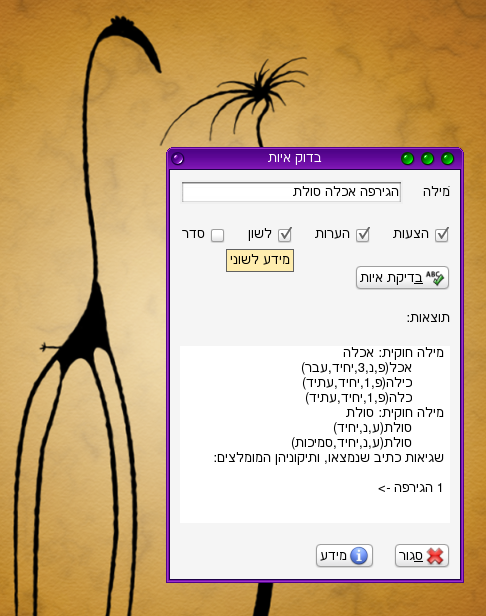 בדוק איות
מילה
הגירפה אכלה סולת
הצעות הערות לשון סדר
מידע לשוני
ABC בדיקת איות
תוצאות:
מילה חוקית: אכלה
אכל(פ,נ,3,יחיד,עבר)
כילה(פ,1,יחיד,עתיד)
כלה(פ,1,יחיד,עתיד)
מילה חוקית: סולת
סולת(ע,נ,יחיד)
סולת(ע,נ,יחיד,סמיכות)
שגיאות כתיב שנמצאו, ותיקוניהן המומלצים:
1 הגירפה ->
סגור מידע